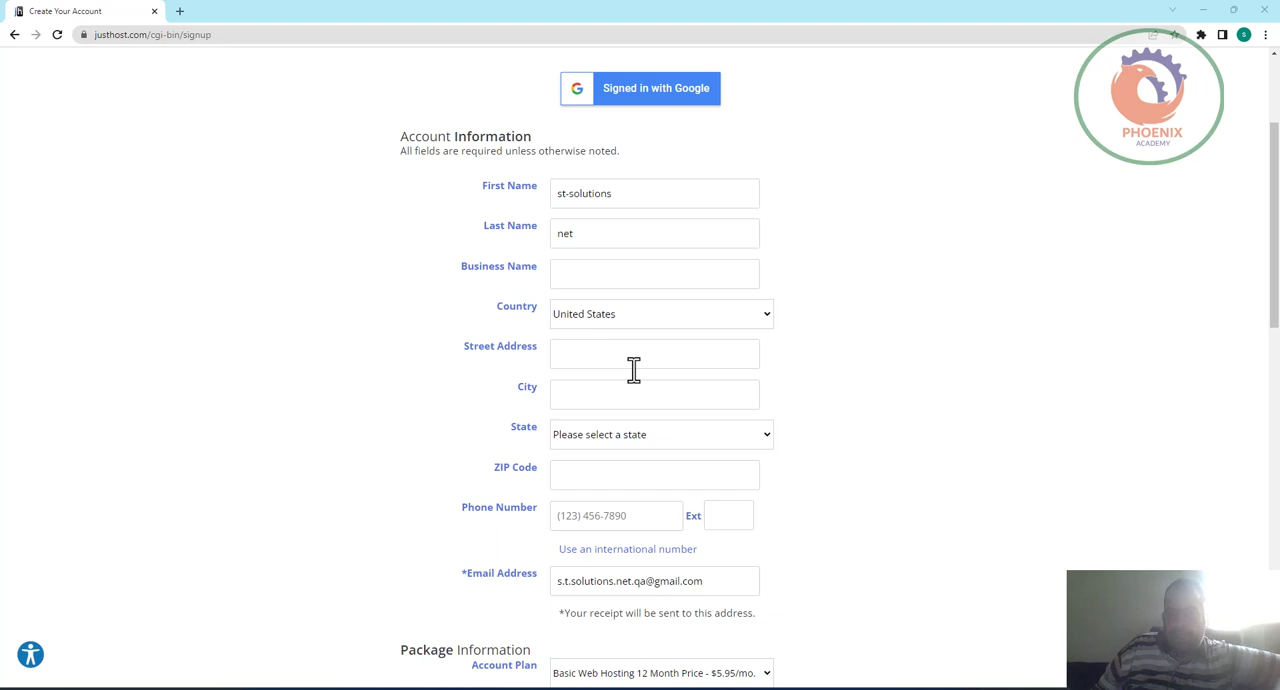 Create Your Account
justhost.com/cgi-bin/signup
S
Signed in with Google
PHOENIX
ACADEMY
Account Information
All fields are required unless otherwise noted.
First Name
st-solutions
Last Name
net
Business Name
Country
United States
Street Address
City
State
Please select a state
ZIP Code
Phone Number
(123) 456-7890
Ext
Use an international number
*Email Address
s.t.solutions.net.qa@gmail.com
*Your receipt will be sent to this address.
Package Information
Account Plan
Basic Web Hosting 12 Month Price - $5.95/mo.